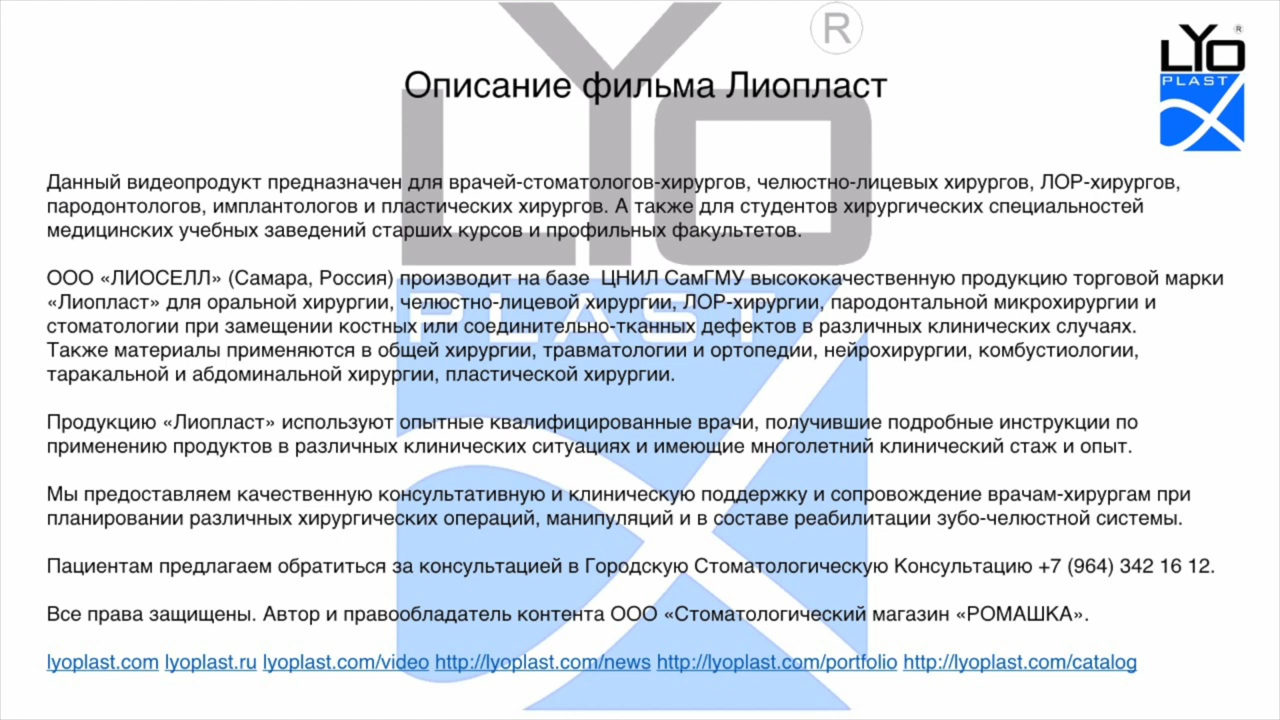 LYO ®
PLAST
Описание фильма Лиопласт
Данный видеопродукт предназначен для врачей-стоматологов-хирургов, челюстно-лицевых хирургов, ЛОР-хирургов,
пародонтологов, имплантологов и пластических хирургов. А также для студентов хирургических специальностей
медицинских учебных заведений старших курсов и профильных факультетов.
ООО «ЛИОСЕЛЛ» (Самара, Россия) производит на базе ЦНИЛ СамГМУ высококачественную продукцию торговой марки
«Лиопласт» для оральной хирургии, челюстно-лицевой хирургии, ЛОР-хирургии, пародонтальной микрохирургии и
стоматологии при замещении костных или соединительно-тканных дефектов в различных клинических случаях.
Также материалы применяются в общей хирургии, травматологии и ортопедии, нейрохирургии, комбустиологии,
таракальной и абдоминальной хирургии, пластической хирургии.
Продукцию «Лиопласт» используют опытные квалифицированные врачи, получившие подробные инструкции по
применению продуктов в различных клинических ситуациях и имеющие многолетний клинический стаж и опыт.
Мы предоставляем качественную консультативную и клиническую поддержку и сопровождение врачам-хирургам при
планировании различных хирургических операций, манипуляций и в составе реабилитации зубо-челюстной системы.
Пациентам предлагаем обратиться за консультацией в Городскую Стоматологическую Консультацию +7 (964) 342 16 12.
Все права защищены. Автор и правообладатель контента ООО «Стоматологический магазин «РОМАШКА».
lyoplast.com lyoplast.ru lyoplast.com/video http://lyoplast.com/news http://lyoplast.com/portfolio http://lyoplast.com/catalog
LYO ®
PLAST